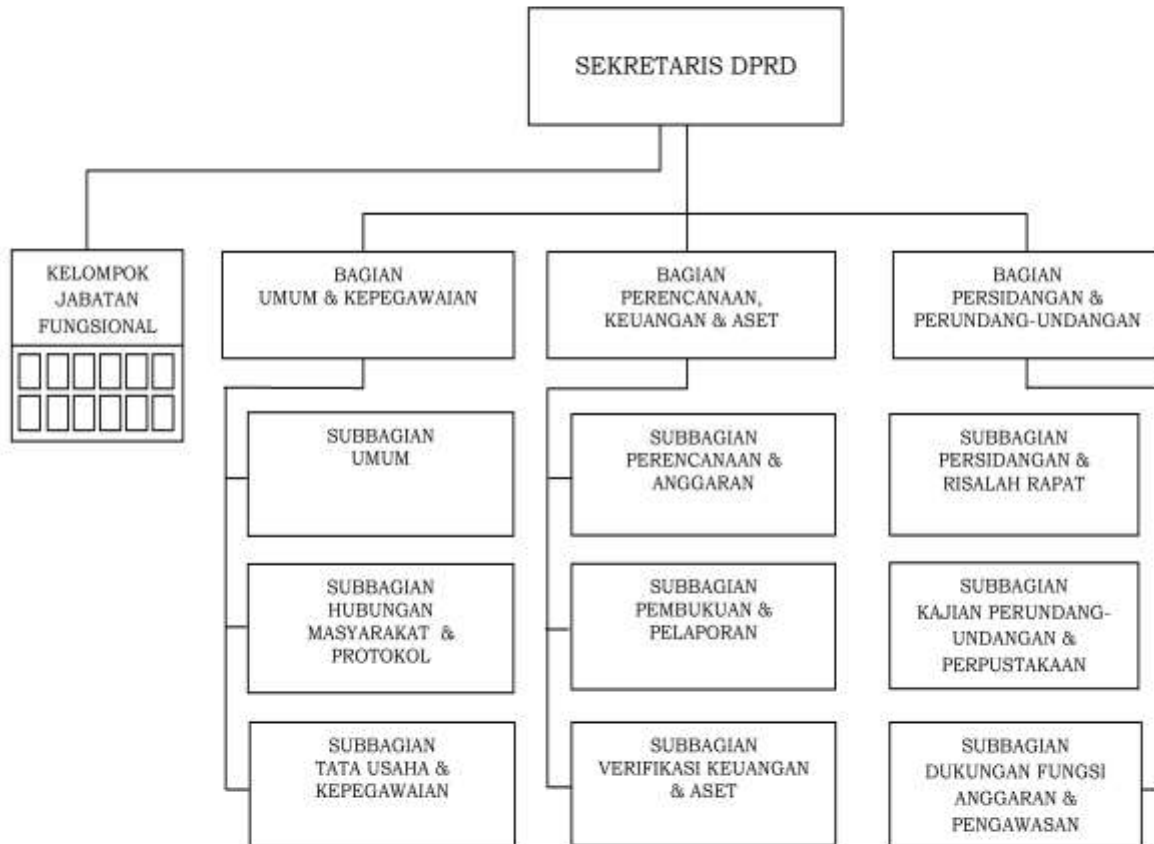 SEKRETARIS DPRD
KELOMPOK
JABATAN
FUNGSIONAL
BAGIAN
UMUM & KEPEGAWAIAN
BAGIAN
PERENCANAAN,
KEUANGAN & ASET
BAGIAN
PERSIDANGAN &
PERUNDANG-UNDANGAN
SUBBAGIAN
UMUM
SUBBAGIAN
PERENCANAAN &
ANGGARAN
SUBBAGIAN
PERSIDANGAN &
RISALAH RAPAT
SUBBAGIAN
HUBUNGAN
MASYARAKAT &
PROTOKOL
SUBBAGIAN
PEMBUKUAN &
PELAPORAN
SUBBAGIAN
KAJIAN PERUNDANG-
UNDANGAN &
PERPUSTAKAAN
SUBBAGIAN
TATA USAHA &
KEPEGAWAIAN
SUBBAGIAN
VERIFIKASI KEUANGAN
& ASET
SUBBAGIAN
DUKUNGAN FUNGSI
ANGGARAN &
PENGAWASAN